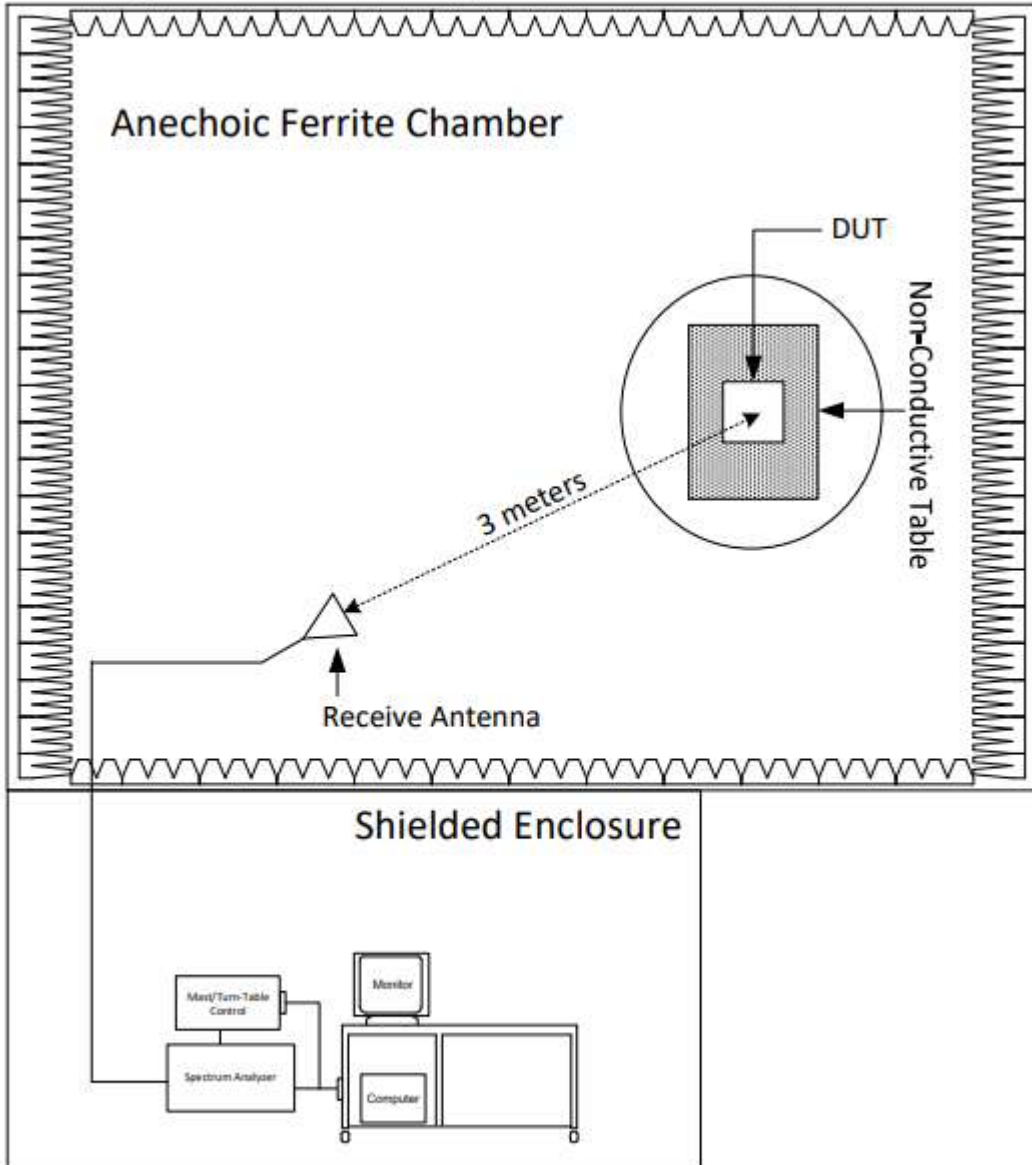 Anechoic Ferrite Chamber
DUT
Non-Conductive Table
3 meters
Receive Antenna
Shielded Enclosure
Monitor
Mast/Turn-Table
Control
Spectrum Analyzer
Computer